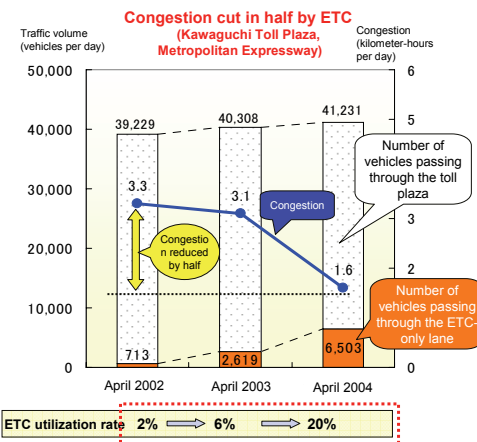 Congestion cut in half by ETC
(Kawaguchi Toll Plaza,
Metropolitan Expressway)
Traffic volume
(vehicles per day)
Congestion
(kilometer-hours
per day)
50,000
40,000
30,000
20,000
10,000
0
6
5
3
2
0
39,229
40,308
41,231
3.3
3.1
1.6
713
2,619
6,503
Number of
vehicles passing
through the toll
plaza
Congestion
Congestio
n reduced
by half
Number of
vehicles passing
through the ETC-
only lane
April 2002
April 2003
April 2004
ETC utilization rate 2% 6% 20%